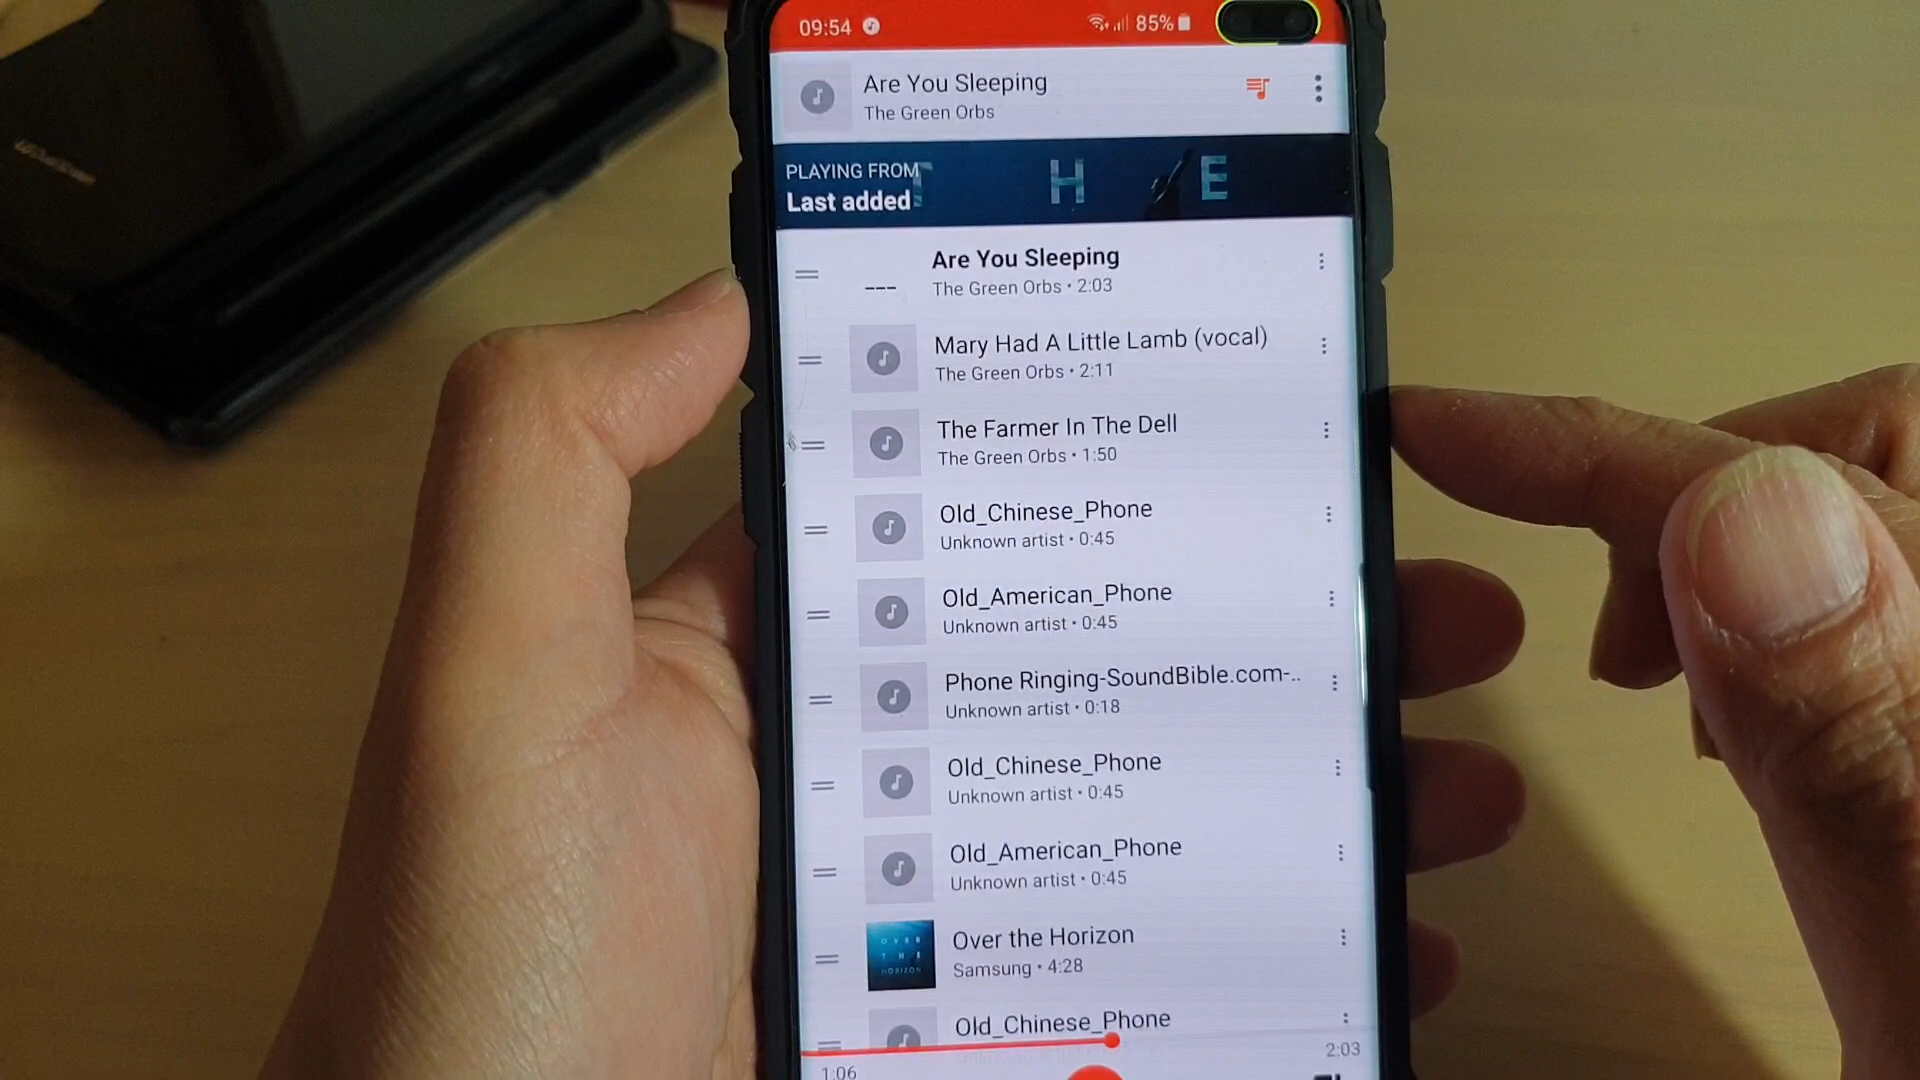 09:54 85%
Are You Sleeping
The Green Orbs
PLAYING FROM
Last added
T H E
Are You Sleeping
The Green Orbs • 2:03
Mary Had A Little Lamb (vocal)
The Green Orbs • 2:11
The Farmer In The Dell
The Green Orbs • 1:50
Old_Chinese_Phone
Unknown artist • 0:45
Old_American_Phone
Unknown artist • 0:45
Phone Ringing-SoundBible.com-..
Unknown artist • 0:18
Old_Chinese_Phone
Unknown artist • 0:45
Old_American_Phone
Unknown artist • 0:45
OVER
THE
HORIZON
Over the Horizon
Samsung • 4:28
Old_Chinese_Phone
1:06 2:03